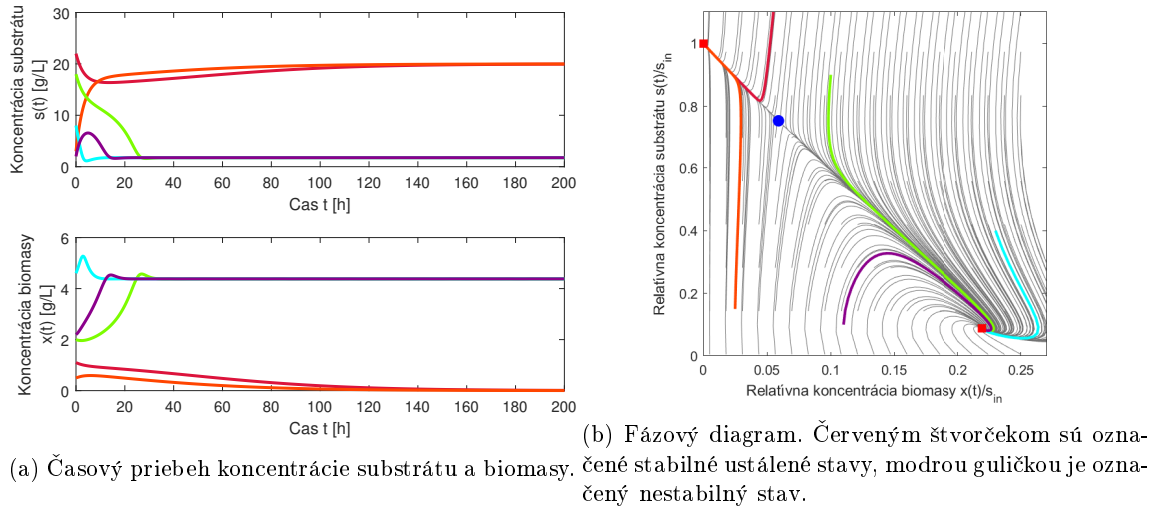 Koncentrácia substrátu
s(t) [g/L]
30
20
10
0
0 20 40 60 80 100 120 140 160 180 200
Cas t [h]
Koncentrácia biomasy
x(t) [g/L]
6
4
2
0
0 20 40 60 80 100 120 140 160 180 200
Cas t [h]
(a) Časový priebeh koncentrácie substrátu a biomasy.
Relatívna koncentrácia substrátu s(t)/s_in
1
0.8
0.6
0.4
0.2
0
0 0.05 0.1 0.15 0.2 0.25
Relatívna koncentrácia biomasy x(t)/s_in
(b) Fázový diagram. Červeným štvorčekom sú ozna-
čené stabilné ustálené stavy, modrou guličkou je ozna-
čený nestabilný stav.